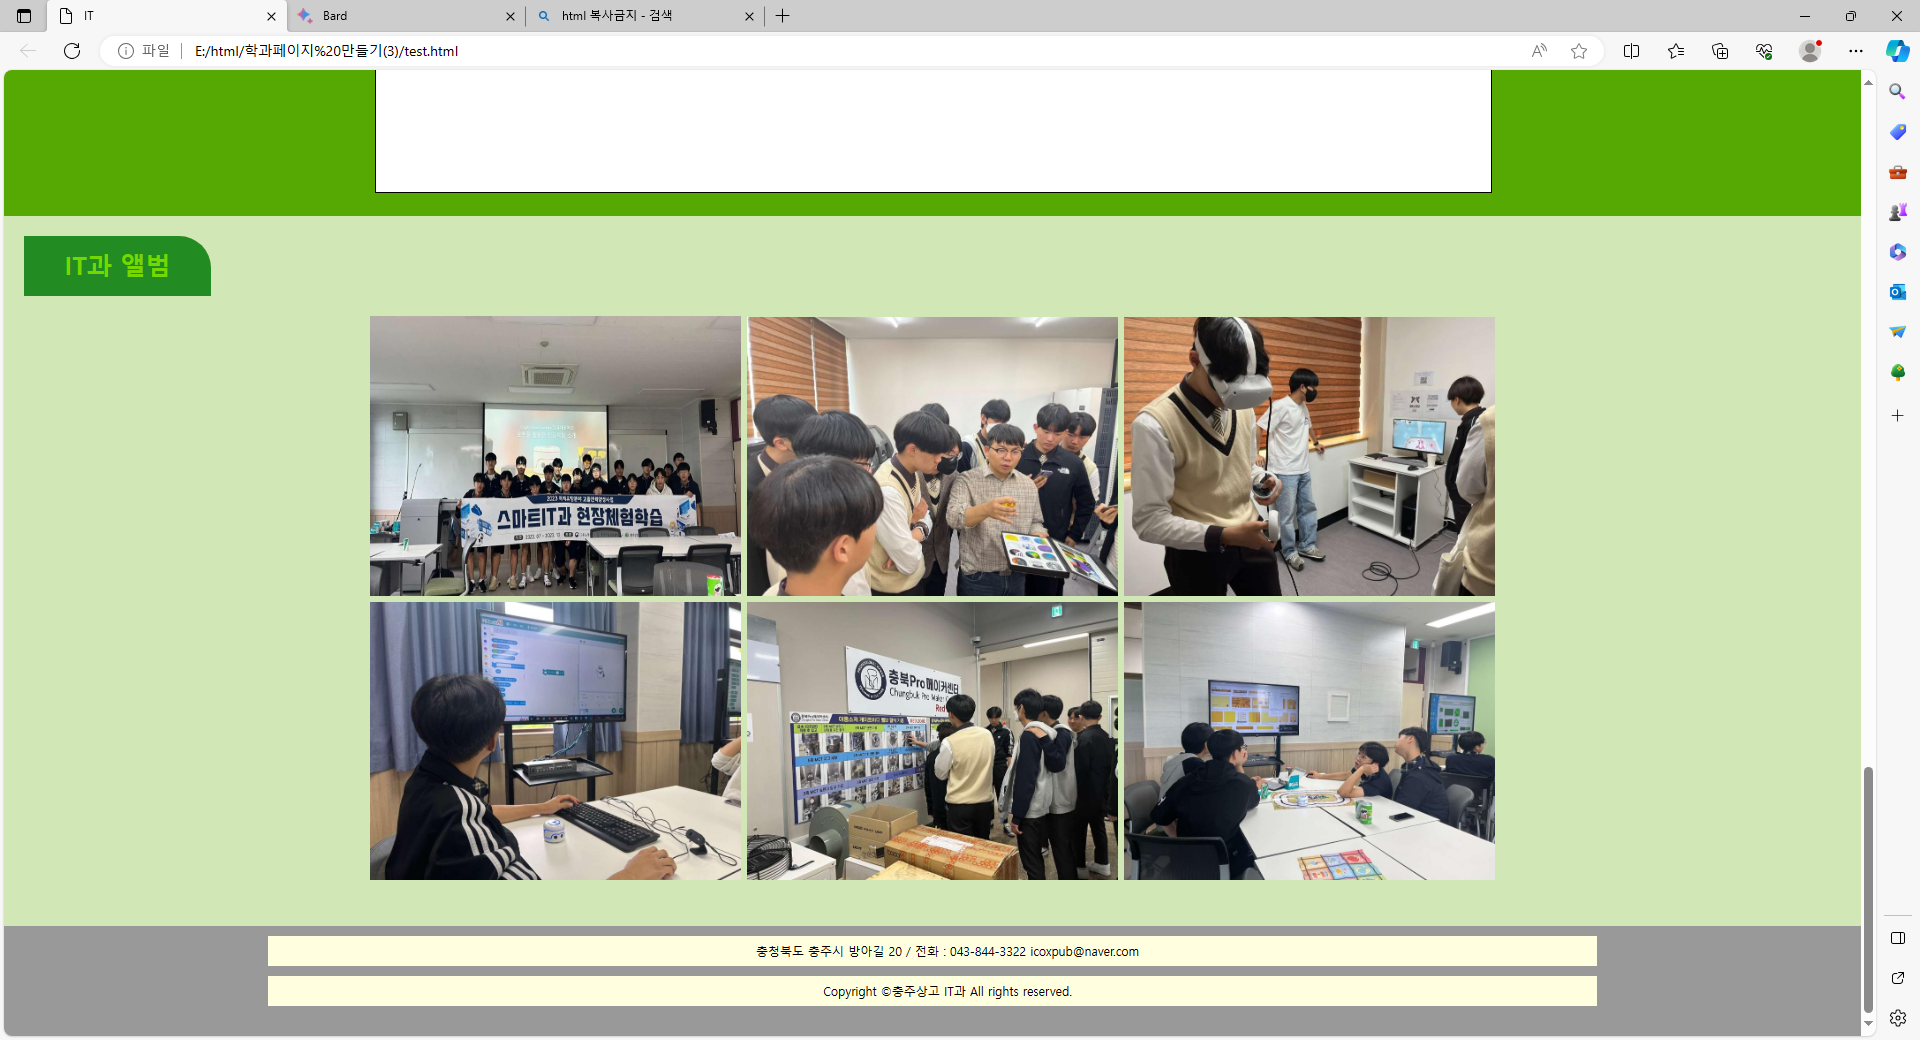 IT
Bard
html 복사금지 - 검색
파일
E:/html/학과페이지%20만들기(3)/test.html
IT과 앨범
스마트IT과 현장체험학습
충북Pro메이커센터
Chungbuk Pro Maker
Red
충청북도 충주시 방아길 20 / 전화 : 043-844-3322 icoxpub@naver.com
Copyright ©충주상고 IT과 All rights reserved.